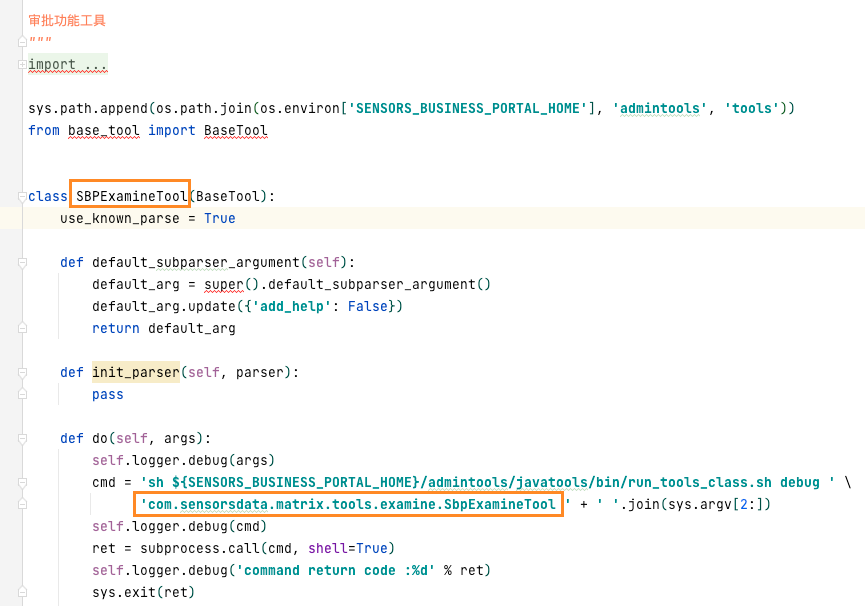 审批功能工具
"""
import ...
sys.path.append(os.path.join(os.environ['SENSORS_BUSINESS_PORTAL_HOME'], 'admintools', 'tools'))
from base_tool import BaseTool
class SBPExamineTool(BaseTool):
    use_known_parse = True
    def default_subparser_argument(self):
        default_arg = super().default_subparser_argument()
        default_arg.update({'add_help': False})
        return default_arg
    def init_parser(self, parser):
        pass
    def do(self, args):
        self.logger.debug(args)
        cmd = 'sh ${SENSORS_BUSINESS_PORTAL_HOME}/admintools/javatools/bin/run_tools_class.sh debug ' \
              'com.sensorsdata.matrix.tools.examine.SbpExamineTool ' + ' '.join(sys.argv[2:])
        self.logger.debug(cmd)
        ret = subprocess.call(cmd, shell=True)
        self.logger.debug('command return code :%d' % ret)
        sys.exit(ret)